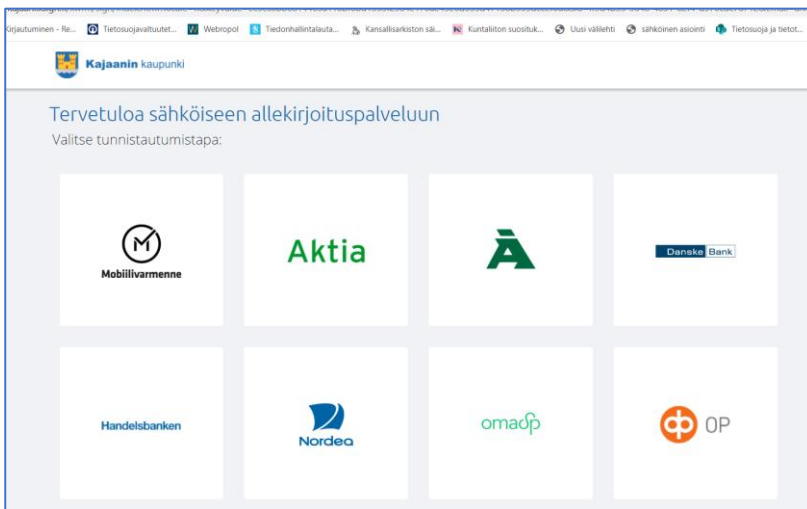 Kirjautuminen - Re... Tietosuojavaltuutet... Webropol Tiedonhallintalauta... Kansallisarkiston säi... Kuntaliiton suosituk... Uusi välilehti sähköinen asiointi Tietosuoja ja tietot...
Kajaanin kaupunki
Tervetuloa sähköiseen allekirjoituspalveluun
Valitse tunnistautumistapa:
Mobiilivarmenne
Aktia
Danske Bank
Handelsbanken
Nordea
omasp
OP